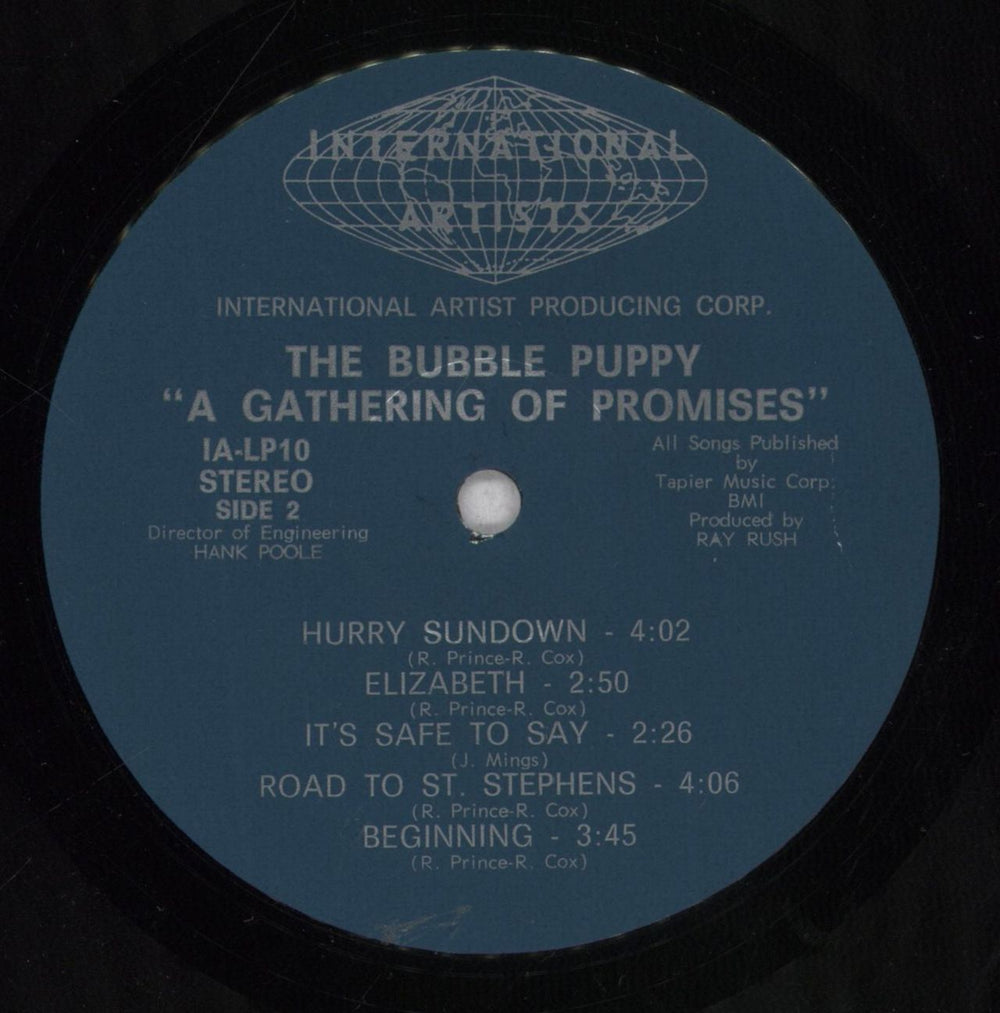 INTERNATIONAL
ARTISTS
INTERNATIONAL ARTIST PRODUCING CORP.
THE BUBBLE PUPPY
“A GATHERING OF PROMISES”
IA-LP10
STEREO
SIDE 2
Director of Engineering
HANK POOLE
All Songs Published
by
Tapier Music Corp.
BMI
Produced by
RAY RUSH
HURRY SUNDOWN - 4:02
(R. Prince-R. Cox)
ELIZABETH - 2:50
(R. Prince-R. Cox)
IT'S SAFE TO SAY - 2:26
(J. Mings)
ROAD TO ST. STEPHENS - 4:06
(R. Prince-R. Cox)
BEGINNING - 3:45
(R. Prince-R. Cox)